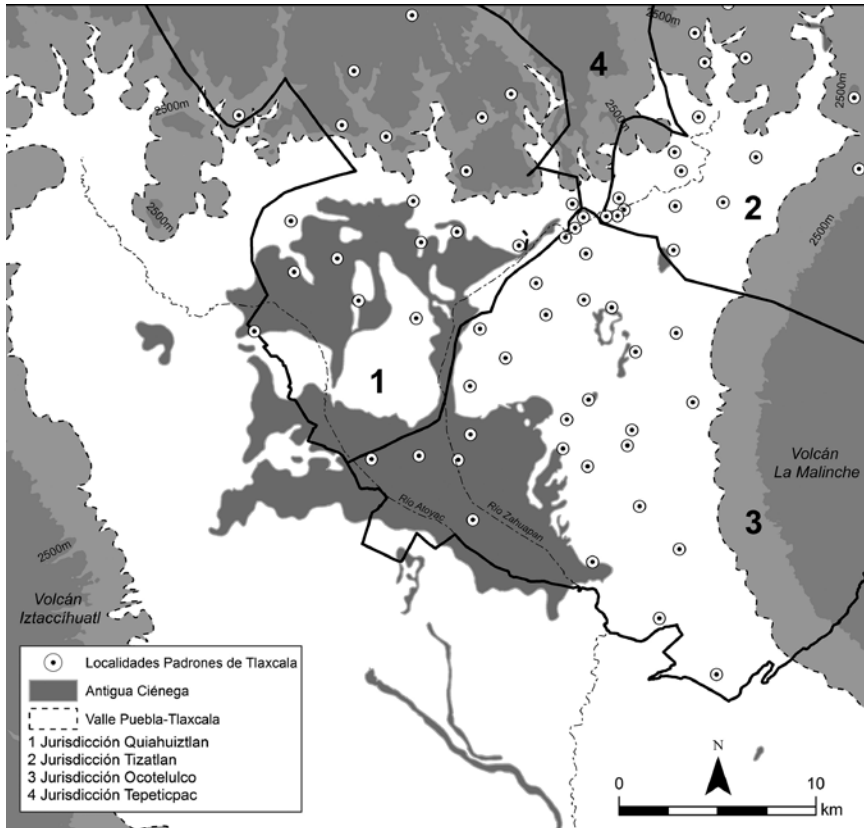 2500m
4
2500m
2500m
2500m
2500m
2
2500m
1
Volcán
La Malinche
Río Atoyac
Río Zahuapan
3
2500m
Volcán
Iztaccíhuatl
Localidades Padrones de Tlaxcala
Antigua Ciénega
Valle Puebla-Tlaxcala
1 Jurisdicción Quiahuiztlan
2 Jurisdicción Tizatlan
3 Jurisdicción Ocotelulco
4 Jurisdicción Tepeticpac
N
0 10
km